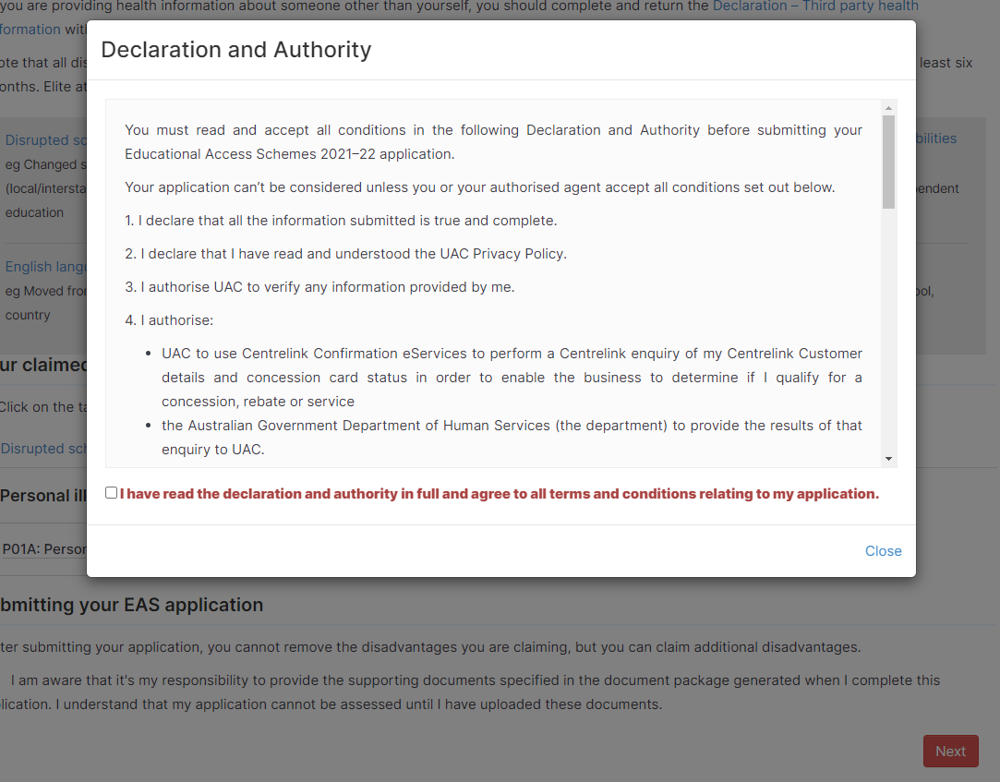 you are providing health information about someone other than yourself, you should complete and return the Declaration – Third party health
formation
Declaration and Authority
ote that all
least six
onths. Elite
You must read and accept all conditions in the following Declaration and Authority before submitting your
Educational Access Schemes 2021–22 application.
Your application can’t be considered unless you or your authorised agent accept all conditions set out below.
1. I declare that all the information submitted is true and complete.
2. I declare that I have read and understood the UAC Privacy Policy.
3. I authorise UAC to verify any information provided by me.
4. I authorise:
• UAC to use Centrelink Confirmation eServices to perform a Centrelink enquiry of my Centrelink Customer
details and concession card status in order to enable the business to determine if I qualify for a
concession, rebate or service
• the Australian Government Department of Human Services (the department) to provide the results of that
enquiry to UAC.
I have read the declaration and authority in full and agree to all terms and conditions relating to my application.
Close
Disrupted sc
bilities
eg Changed s
(local/intersta
pendent
education
English langu
eg Moved from
ool,
country
ur claimed
Click on the ta
Disrupted sch
Personal ill
P01A: Person
bmitting your EAS application
ter submitting your application, you cannot remove the disadvantages you are claiming, but you can claim additional disadvantages.
I am aware that it's my responsibility to provide the supporting documents specified in the document package generated when I complete this
lication. I understand that my application cannot be assessed until I have uploaded these documents.
Next